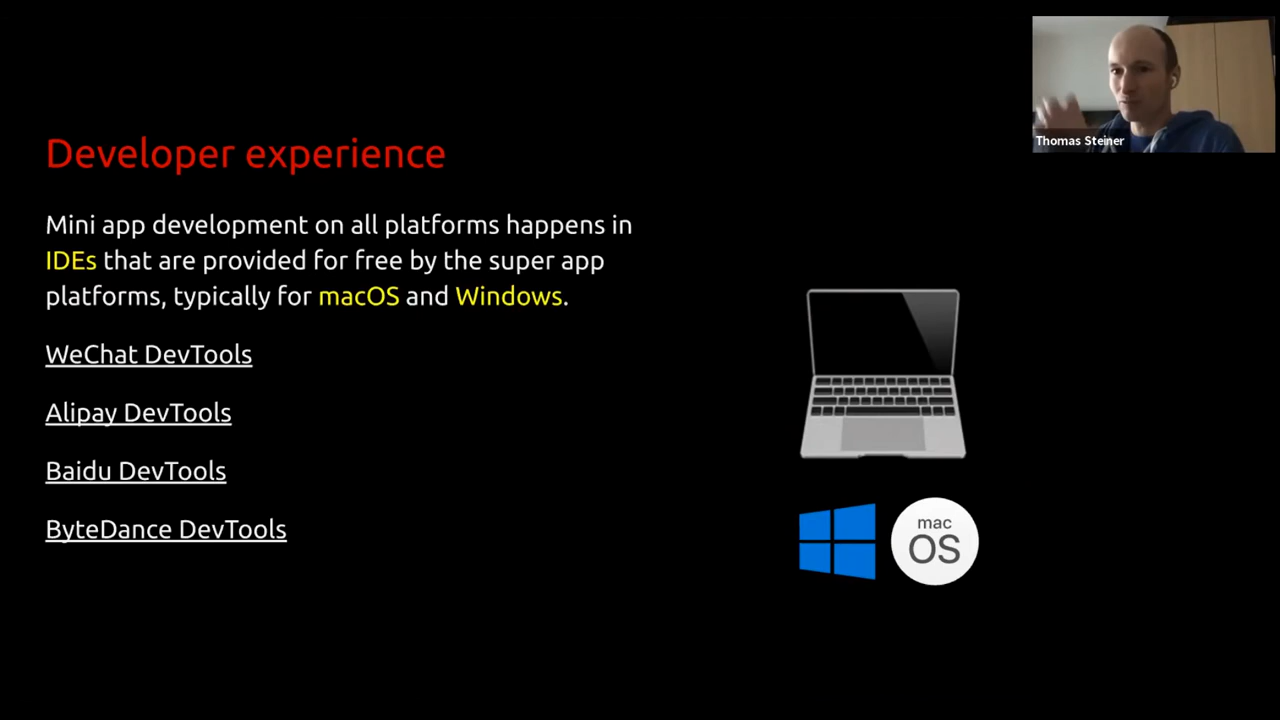 Thomas Steiner
Developer experience
Mini app development on all platforms happens in
IDEs that are provided for free by the super app
platforms, typically for macOS and Windows.
WeChat DevTools
Alipay DevTools
Baidu DevTools
ByteDance DevTools
mac
OS